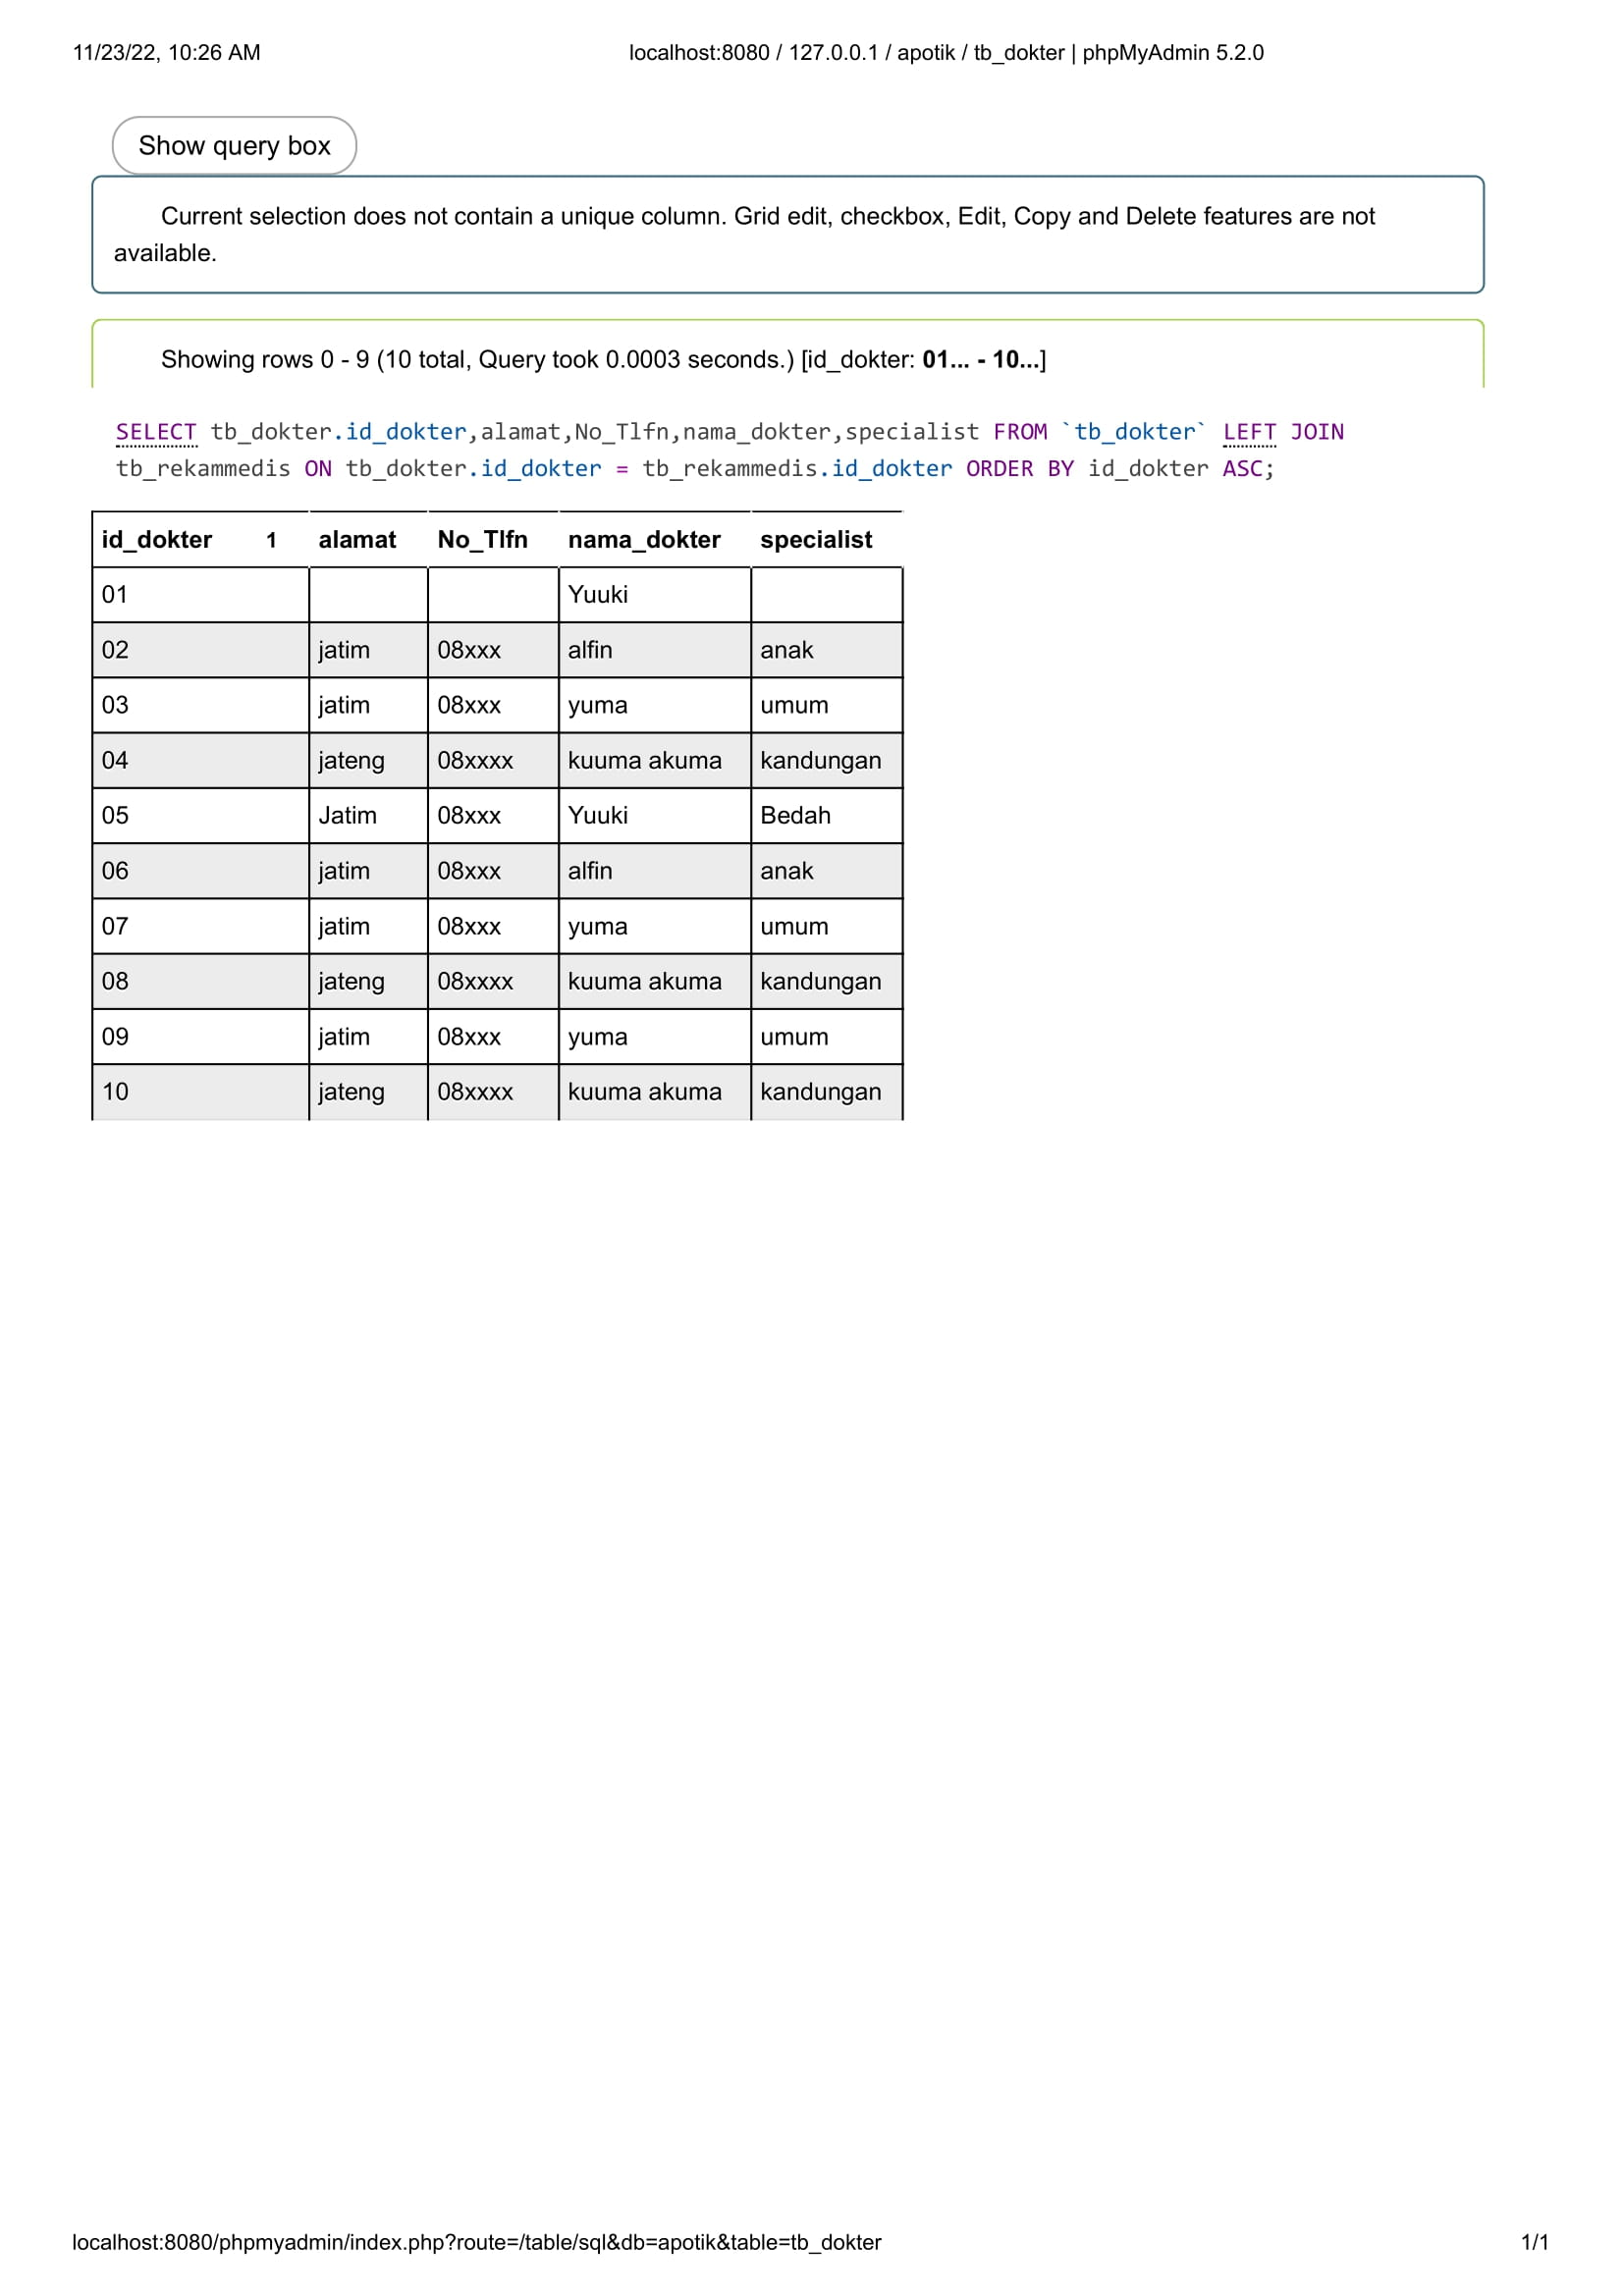 11/23/22, 10:26 AM localhost:8080 / 127.0.0.1 / apotik / tb_dokter | phpMyAdmin 5.2.0
Show query box
Current selection does not contain a unique column. Grid edit, checkbox, Edit, Copy and Delete features are not
available.
Showing rows 0 - 9 (10 total, Query took 0.0003 seconds.) [id_dokter: 01... - 10...]
SELECT tb_dokter.id_dokter,alamat,No_Tlfn,nama_dokter,specialist FROM `tb_dokter` LEFT JOIN
tb_rekammedis ON tb_dokter.id_dokter = tb_rekammedis.id_dokter ORDER BY id_dokter ASC;
id_dokter 1 alamat No_Tlfn nama_dokter specialist
01 Yuuki
02 jatim 08xxx alfin anak
03 jatim 08xxx yuma umum
04 jateng 08xxxx kuuma akuma kandungan
05 Jatim 08xxx Yuuki Bedah
06 jatim 08xxx alfin anak
07 jatim 08xxx yuma umum
08 jateng 08xxxx kuuma akuma kandungan
09 jatim 08xxx yuma umum
10 jateng 08xxxx kuuma akuma kandungan
localhost:8080/phpmyadmin/index.php?route=/table/sql&db=apotik&table=tb_dokter 1/1